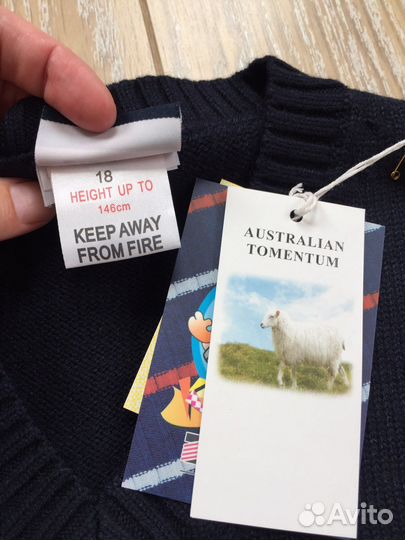 18
HEIGHT UP TO
146cm
KEEP AWAY
FROM FIRE
AUSTRALIAN
TOMENTUM
Avito